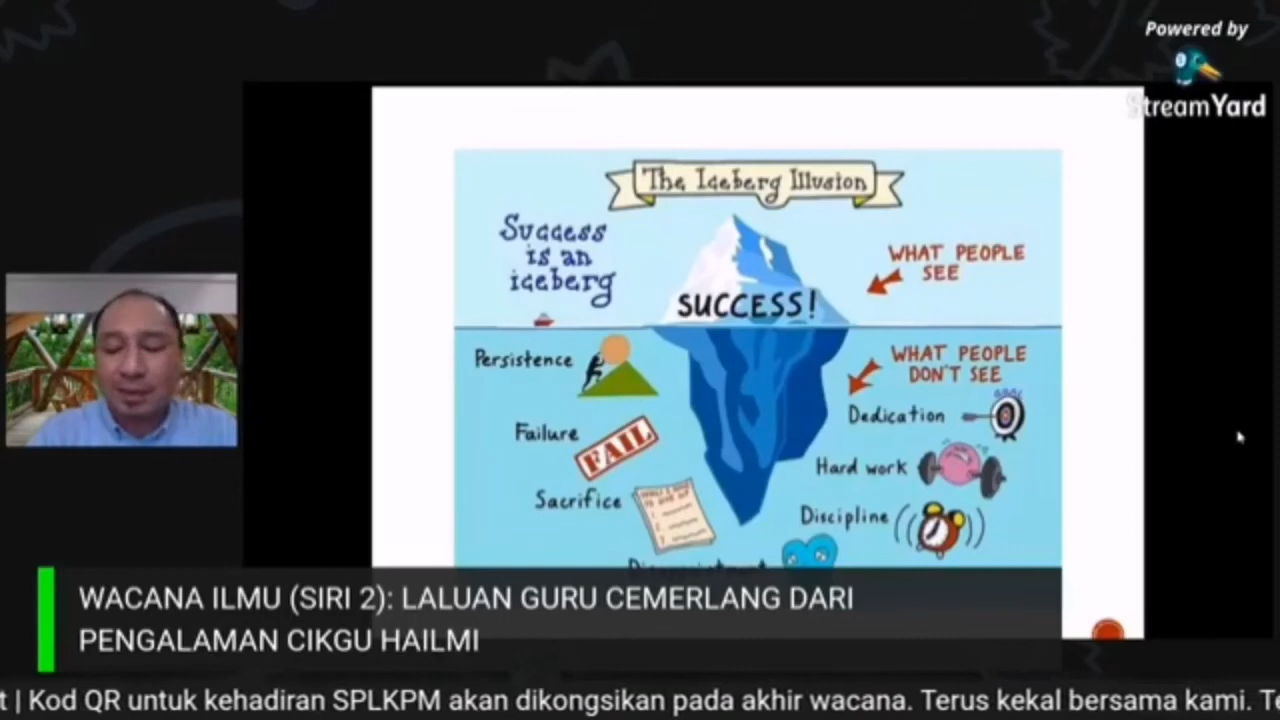 Powered by
StreamYard
The Iceberg Illusion
Success
is an
iceberg
WHAT PEOPLE
SEE
SUCCESS!
Persistence
WHAT PEOPLE
DON'T SEE
Dedication
GOAL
Failure
FAIL
Hard work
Sacrifice
Discipline
Disappointment
WACANA ILMU (SIRI 2): LALUAN GURU CEMERLANG DARI
PENGALAMAN CIKGU HAILMI
t | Kod QR untuk kehadiran SPLKPM akan dikongsikan pada akhir wacana. Terus kekal bersama kami. T